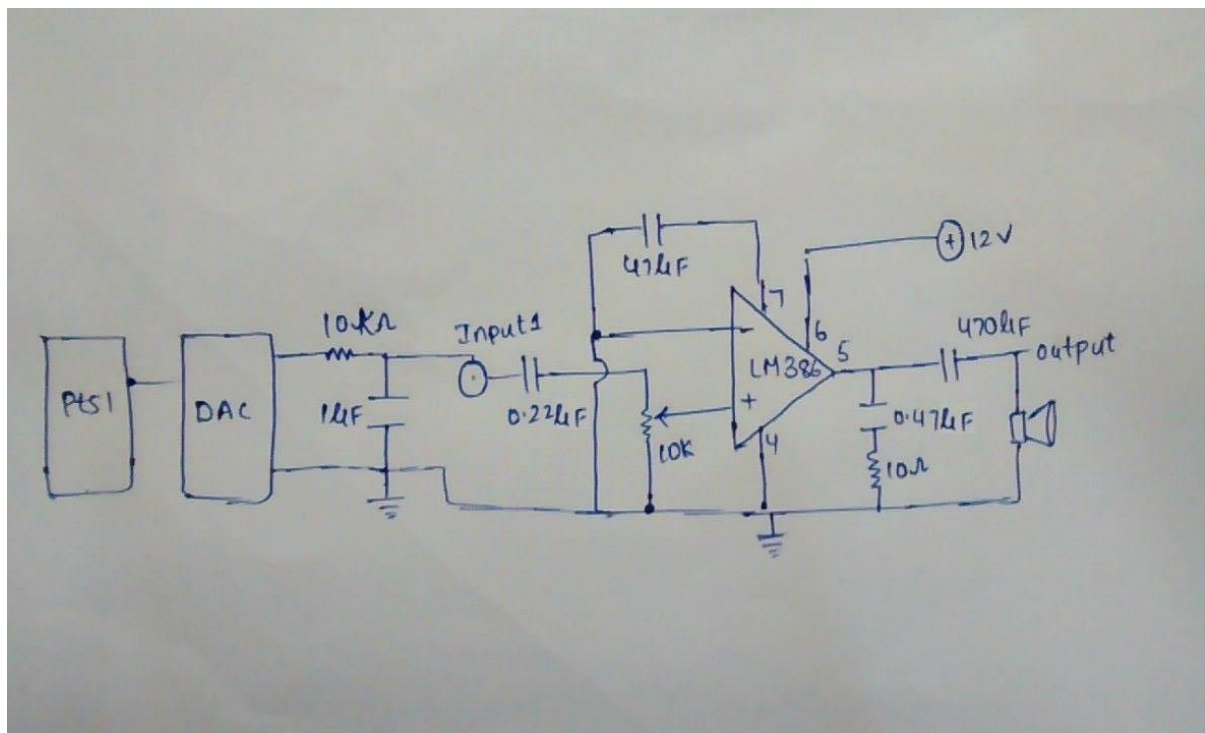 12V
47µF
7
6
470µF
10KΩ
Input1
5
output
LM386
DAC
1µF
0.22µF
+
0.47µF
10K
4
10Ω